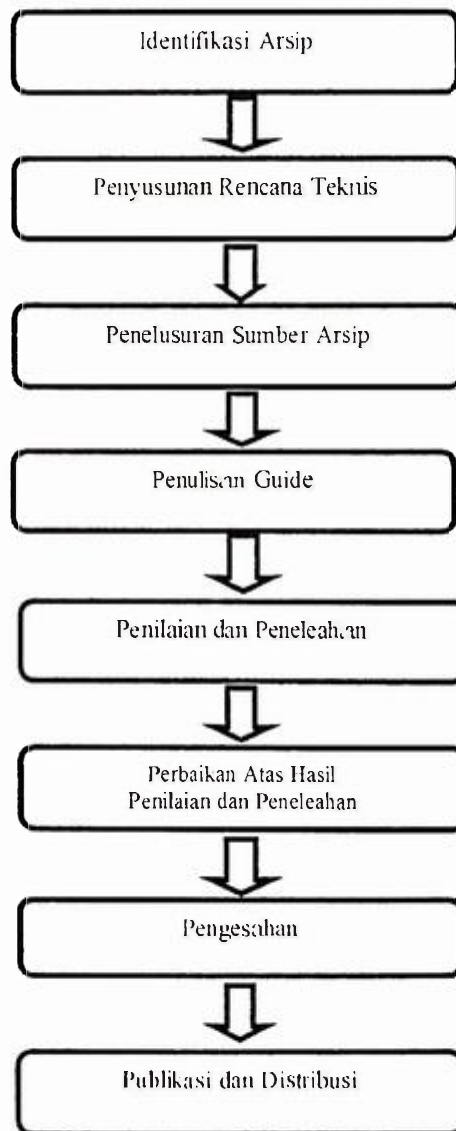 Identifikasi Arsip
Penyusunan Rencana Teknis
Penelusuran Sumber Arsip
Penulisan Guide
Penilaian dan Peneleahan
Perbaikan Atas Hasil
Penilaian dan Peneleahan
Pengesahan
Publikasi dan Distribusi